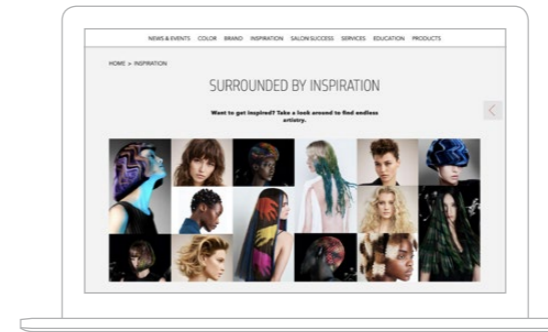 NEWS & EVENTS COLOR BRAND INSPIRATION SALON SUCCESS SERVICES EDUCATION PRODUCTS
HOME > INSPIRATION
SURROUNDED BY INSPIRATION
Want to get inspired? Take a look around to find endless
artistry.